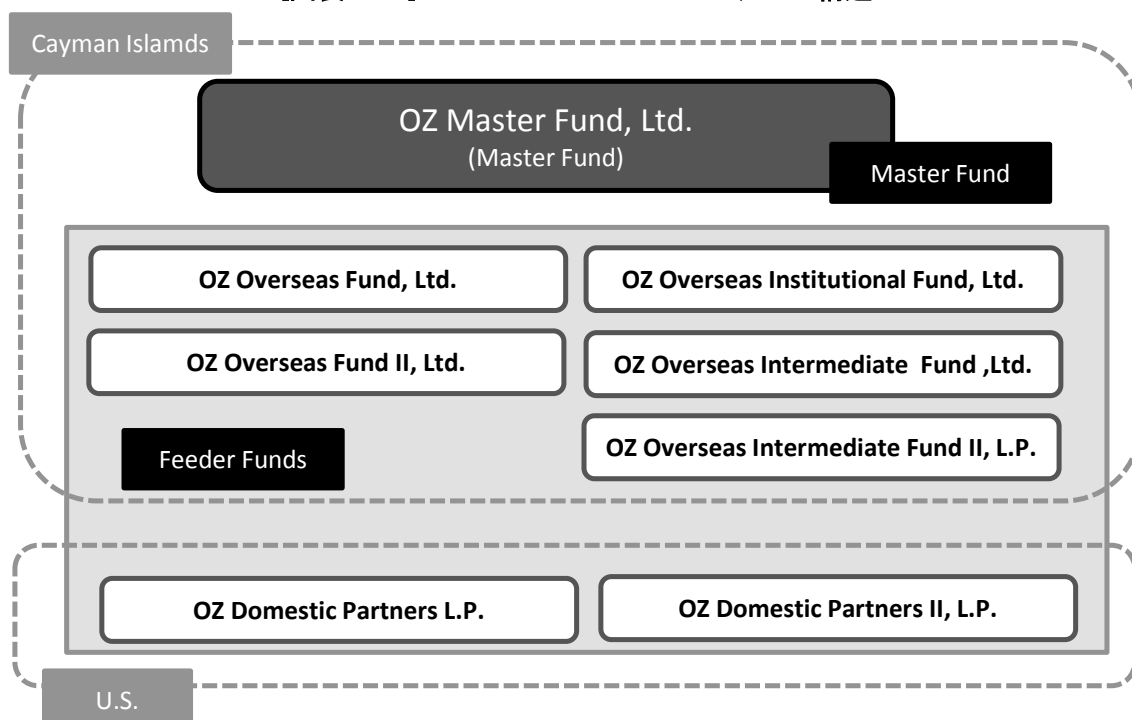 Cayman Islamds
OZ Master Fund, Ltd.
(Master Fund)
Master Fund
OZ Overseas Fund, Ltd.
OZ Overseas Institutional Fund, Ltd.
OZ Overseas Fund II, Ltd.
OZ Overseas Intermediate  Fund ,Ltd.
Feeder Funds
OZ Overseas Intermediate Fund II, L.P.
OZ Domestic Partners L.P.
OZ Domestic Partners II, L.P.
U.S.